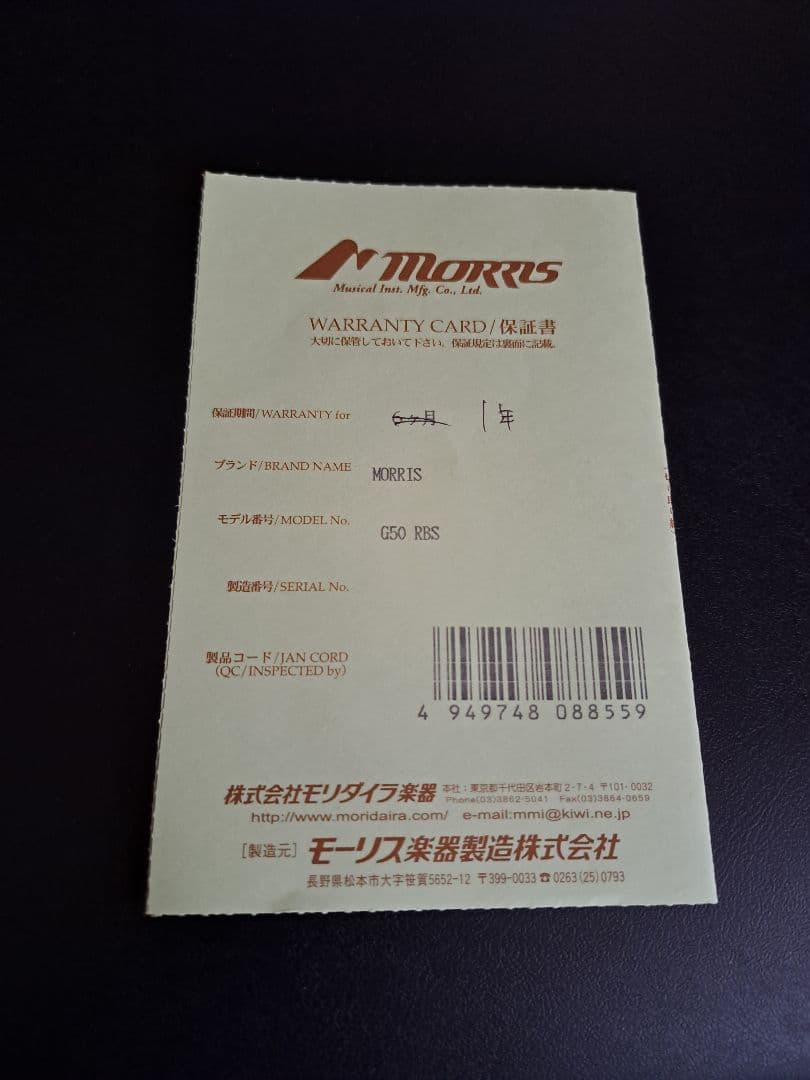 MORRIS
Musical Inst. Mfg. Co., Ltd.
WARRANTY CARD/保証書
大切に保管しておいて下さい。保証規定は裏面に記載。
保証期間/WARRANTY for 6ヶ月 1年
ブランド/BRAND NAME MORRIS
モデル番号/MODEL No. G50 RBS
製造番号/SERIAL No.
製品コード/JAN CORD
(QC/INSPECTED by)
4 949748 088559
株式会社モリダイラ楽器 本社:東京都千代田区岩本町2-7-4 〒101-0032
Phone(03)3862-5041 Fax(03)3864-0659
http://www.moridaira.com/ e-mail:mmi@kiwi.ne.jp
[製造元] モーリス楽器製造株式会社
長野県松本市大字笹賀5652-12 〒399-0033 ☎0263(25)0793